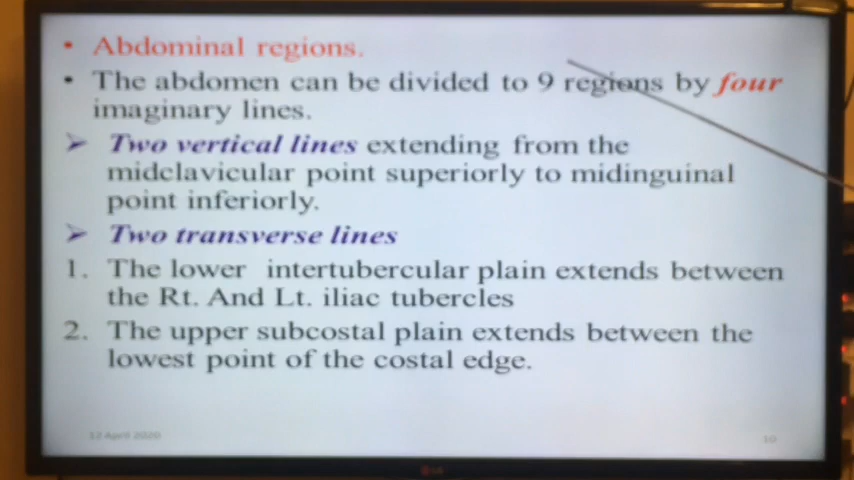 • Abdominal regions.
• The abdomen can be divided to 9 regions by four
imaginary lines.
➢ Two vertical lines extending from the
midclavicular point superiorly to midinguinal
point inferiorly.
➢ Two transverse lines
1. The lower intertubercular plain extends between
the Rt. And Lt. iliac tubercles
2. The upper subcostal plain extends between the
lowest point of the costal edge.
12 April 2020
10
LG